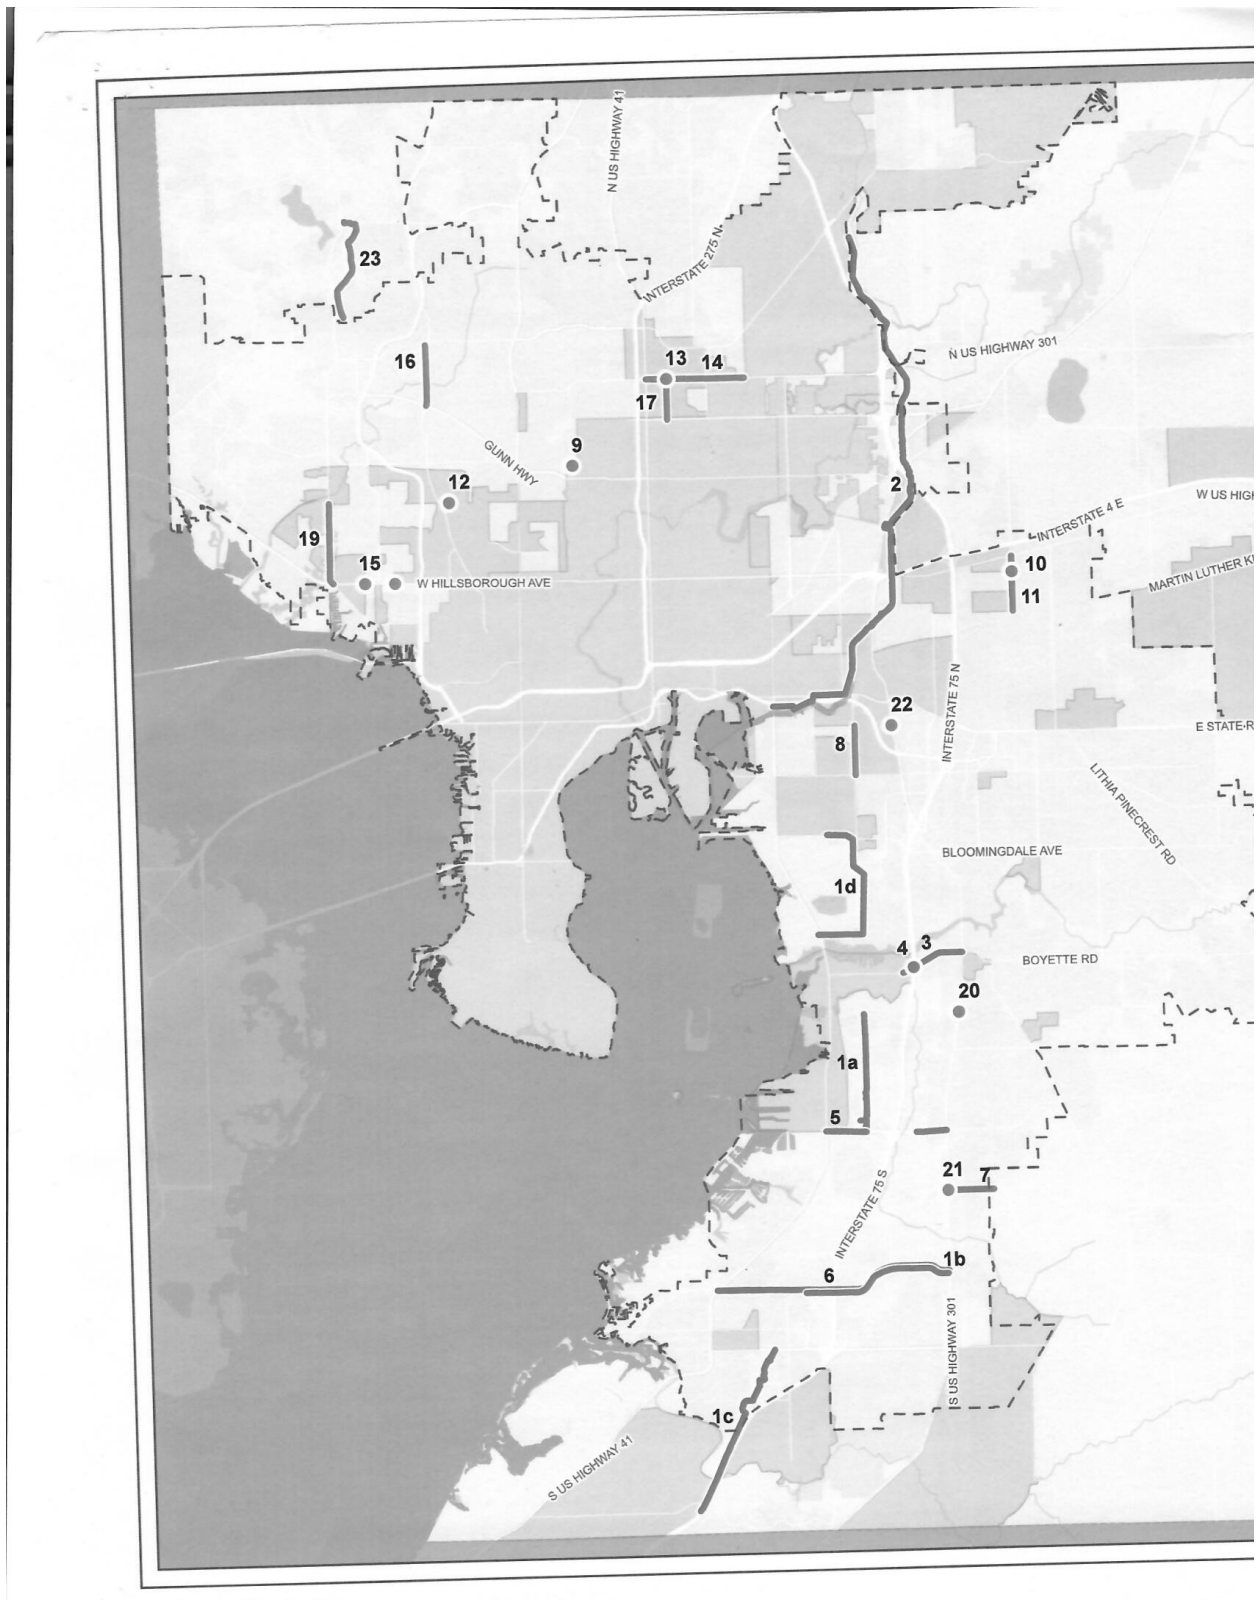 N US HIGHWAY 41
INTERSTATE 275 N
23
N US HIGHWAY 301
16
13
14
17
9
GUNN HWY
12
2
W US HIGH
INTERSTATE 4 E
19
15
W HILLSBOROUGH AVE
10
MARTIN LUTHER KI
11
INTERSTATE 75 N
22
8
E STATE R
LITHIA PINECREST RD
BLOOMINGDALE AVE
1d
4
3
BOYETTE RD
20
1a
5
21
7
INTERSTATE 75 S
1b
6
S US HIGHWAY 301
1c
S US HIGHWAY 41